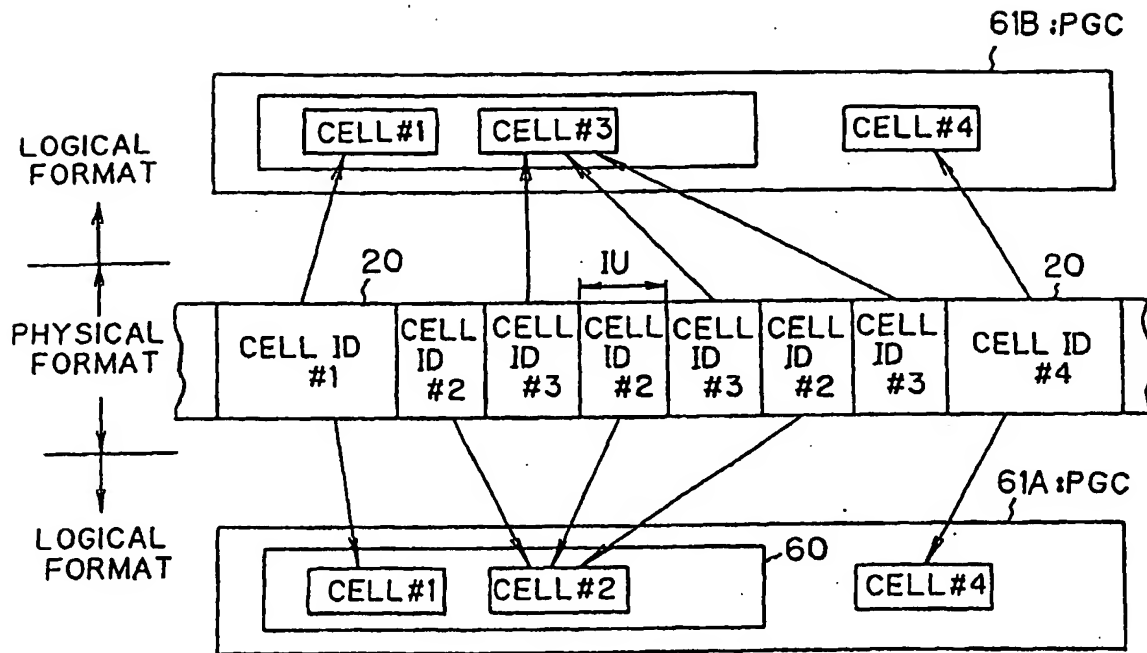 61B :PGC
CELL#1
CELL#3
CELL#4
LOGICAL
FORMAT
20
IU
20
PHYSICAL
FORMAT
CELL ID
#1
CELL
ID
#2
CELL
ID
#3
CELL
ID
#2
CELL
ID
#3
CELL
ID
#2
CELL
ID
#3
CELL ID
#4
LOGICAL
FORMAT
61A :PGC
60
CELL#1
CELL#2
CELL#4